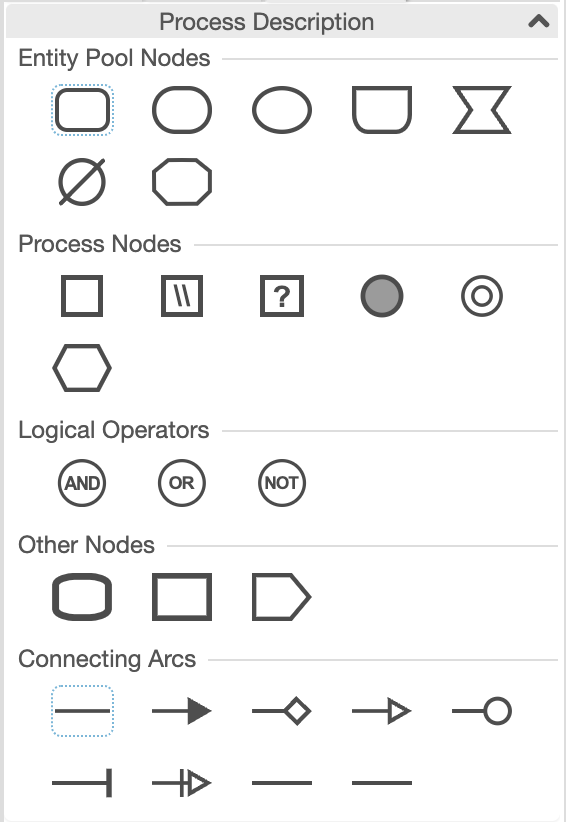 Process Description
Entity Pool Nodes
Process Nodes
\\ ?
Logical Operators
AND OR NOT
Other Nodes
Connecting Arcs